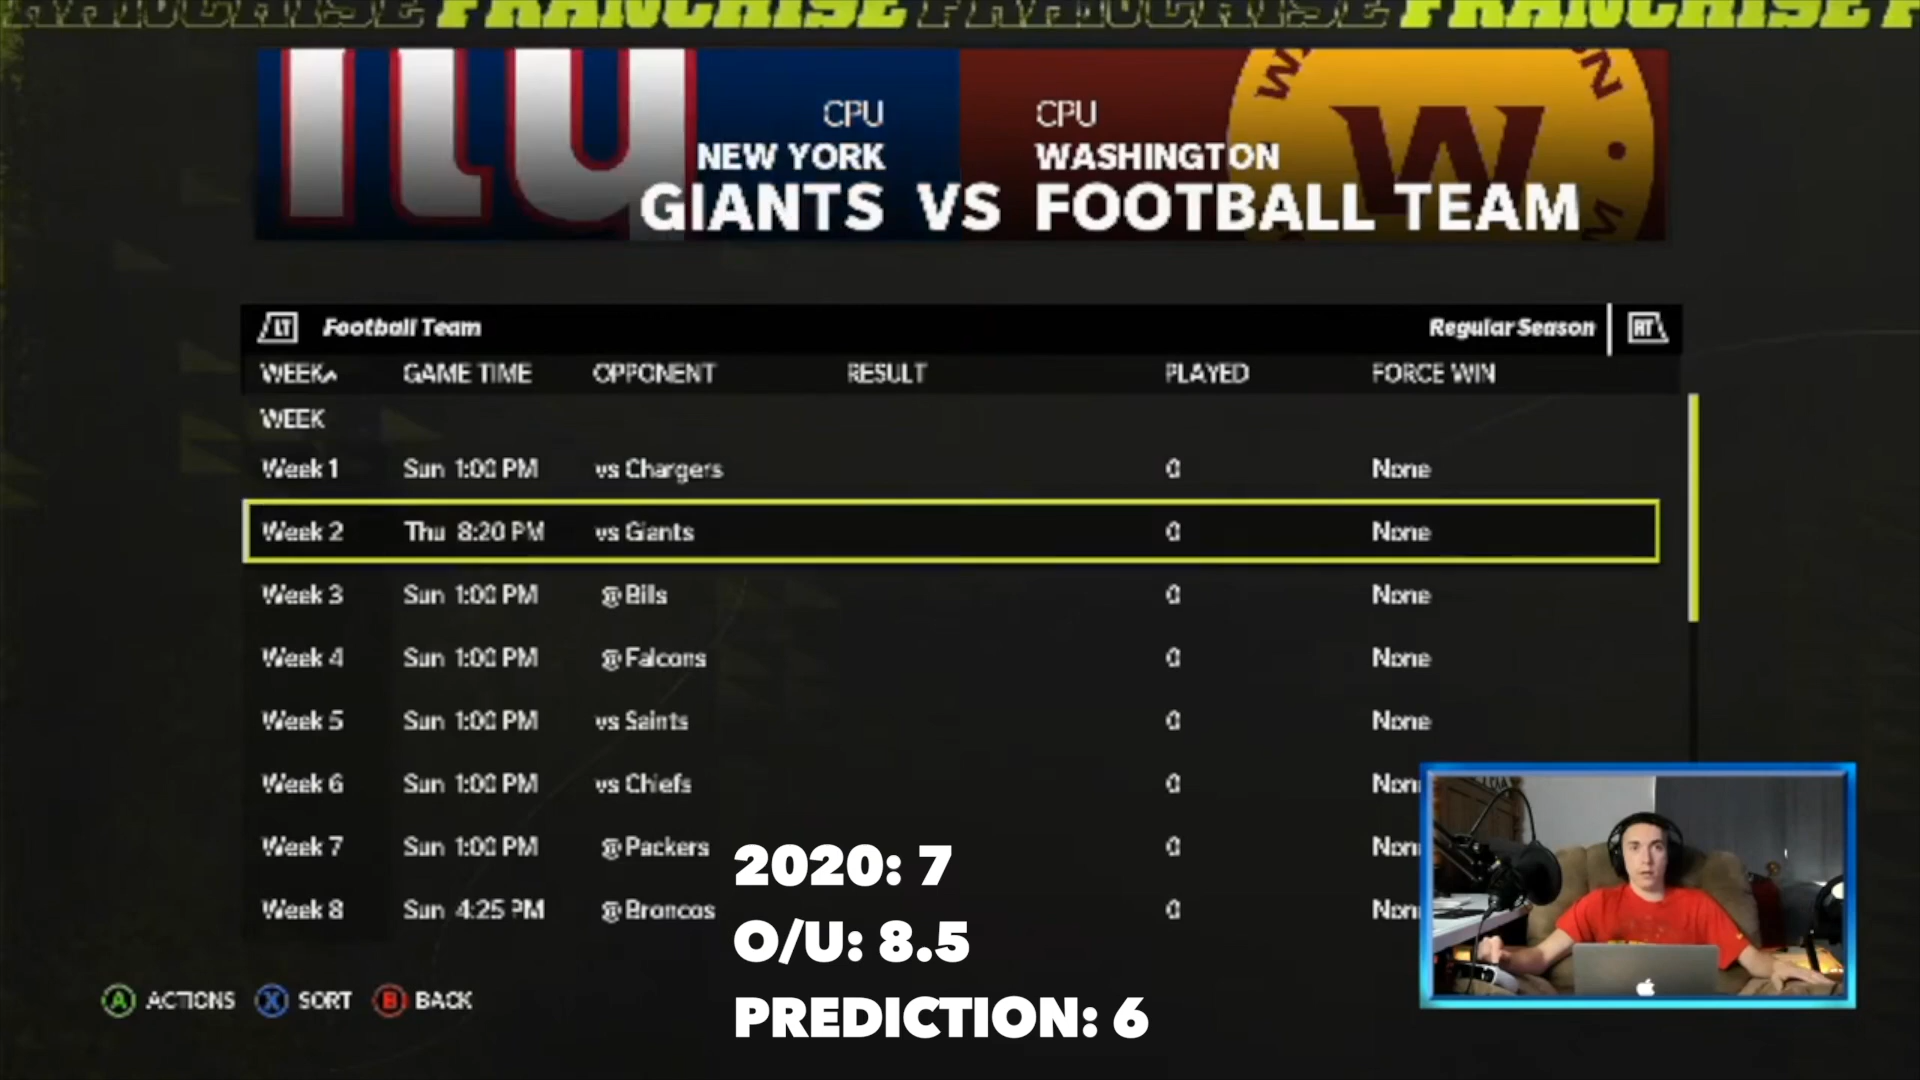 FRANCHISE FRANCHISE FRANCHISE FRANCHISE F
CPU
NEW YORK
GIANTS
VS
CPU
WASHINGTON
FOOTBALL TEAM
W
LT Football Team Regular Season RT
WEEK GAME TIME OPPONENT RESULT PLAYED FORCE WIN
WEEK
Week 1 Sun 1:00 PM vs Chargers 0 None
Week 2 Thu 8:20 PM vs Giants 0 None
Week 3 Sun 1:00 PM @ Bills 0 None
Week 4 Sun 1:00 PM @ Falcons 0 None
Week 5 Sun 1:00 PM vs Saints 0 None
Week 6 Sun 1:00 PM vs Chiefs 0 Non
Week 7 Sun 1:00 PM @ Packers 0 Non
Week 8 Sun 4:25 PM @ Broncos 0 Non
2020: 7
O/U: 8.5
PREDICTION: 6
A ACTIONS X SORT B BACK